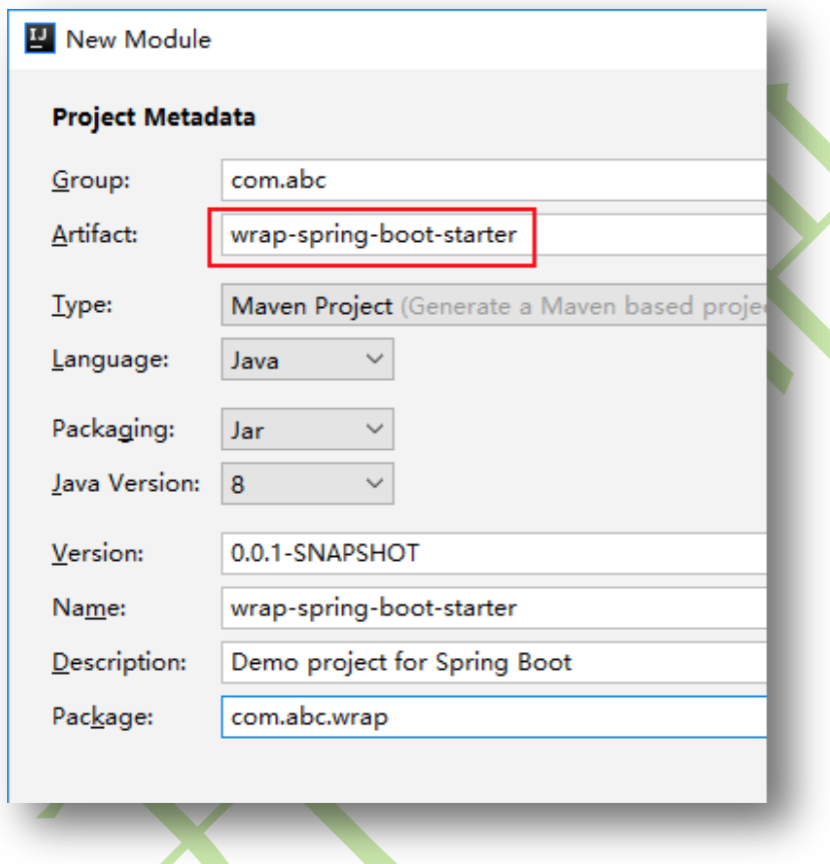 IJ New Module
Project Metadata
Group: com.abc
Artifact: wrap-spring-boot-starter
Type: Maven Project (Generate a Maven based proje
Language: Java
Packaging: Jar
Java Version: 8
Version: 0.0.1-SNAPSHOT
Name: wrap-spring-boot-starter
Description: Demo project for Spring Boot
Package: com.abc.wrap